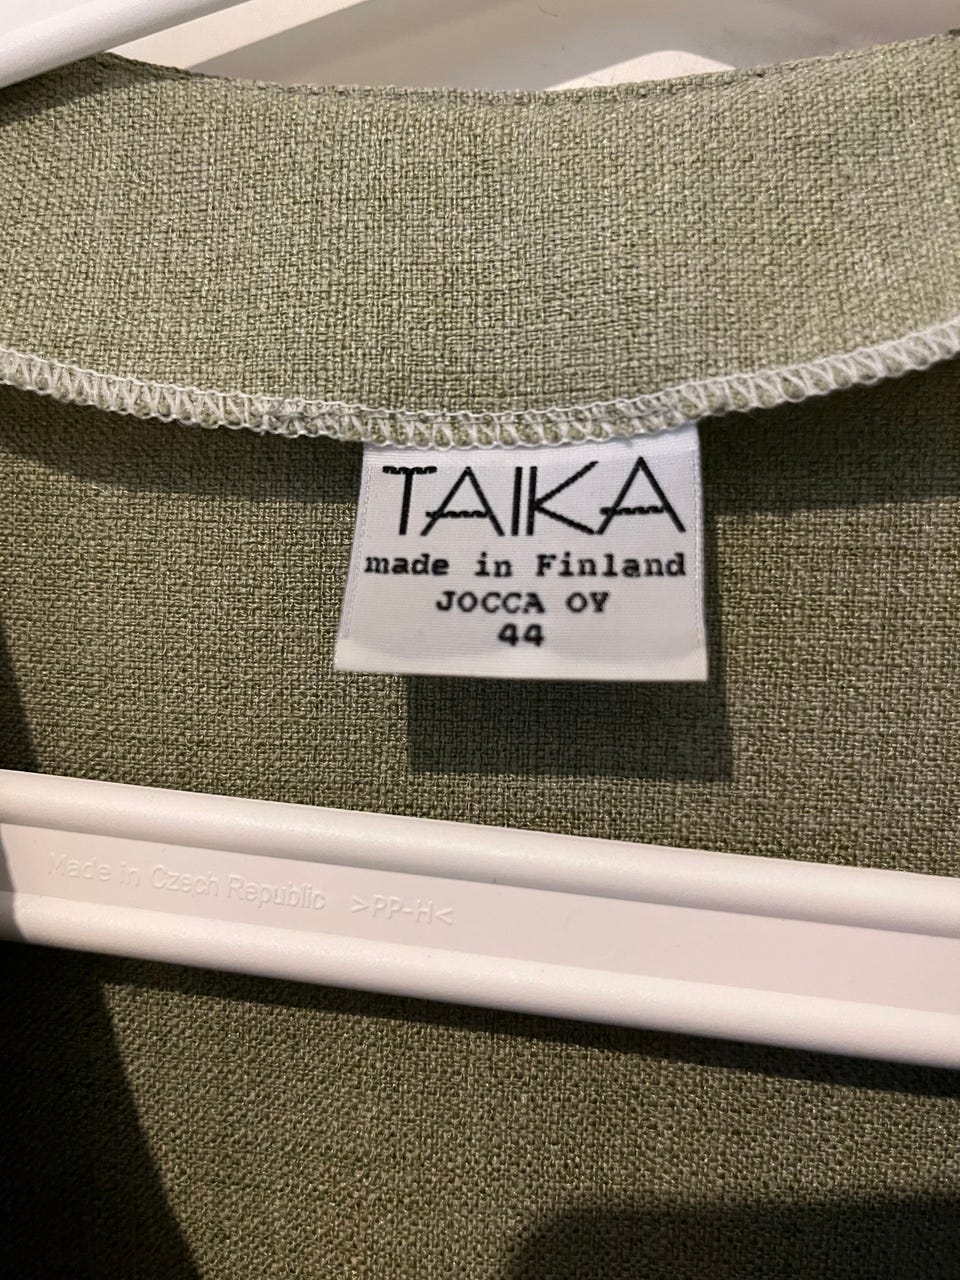 TAIKA
made in Finland
JOCCA OY
44
Made in Czech Republic >PP-H<